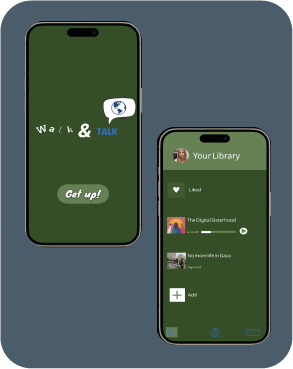 Walk
&
TALK
Get up!
Your Library
Liked
The Digital Sisterhood
No more life in Gaza
Add